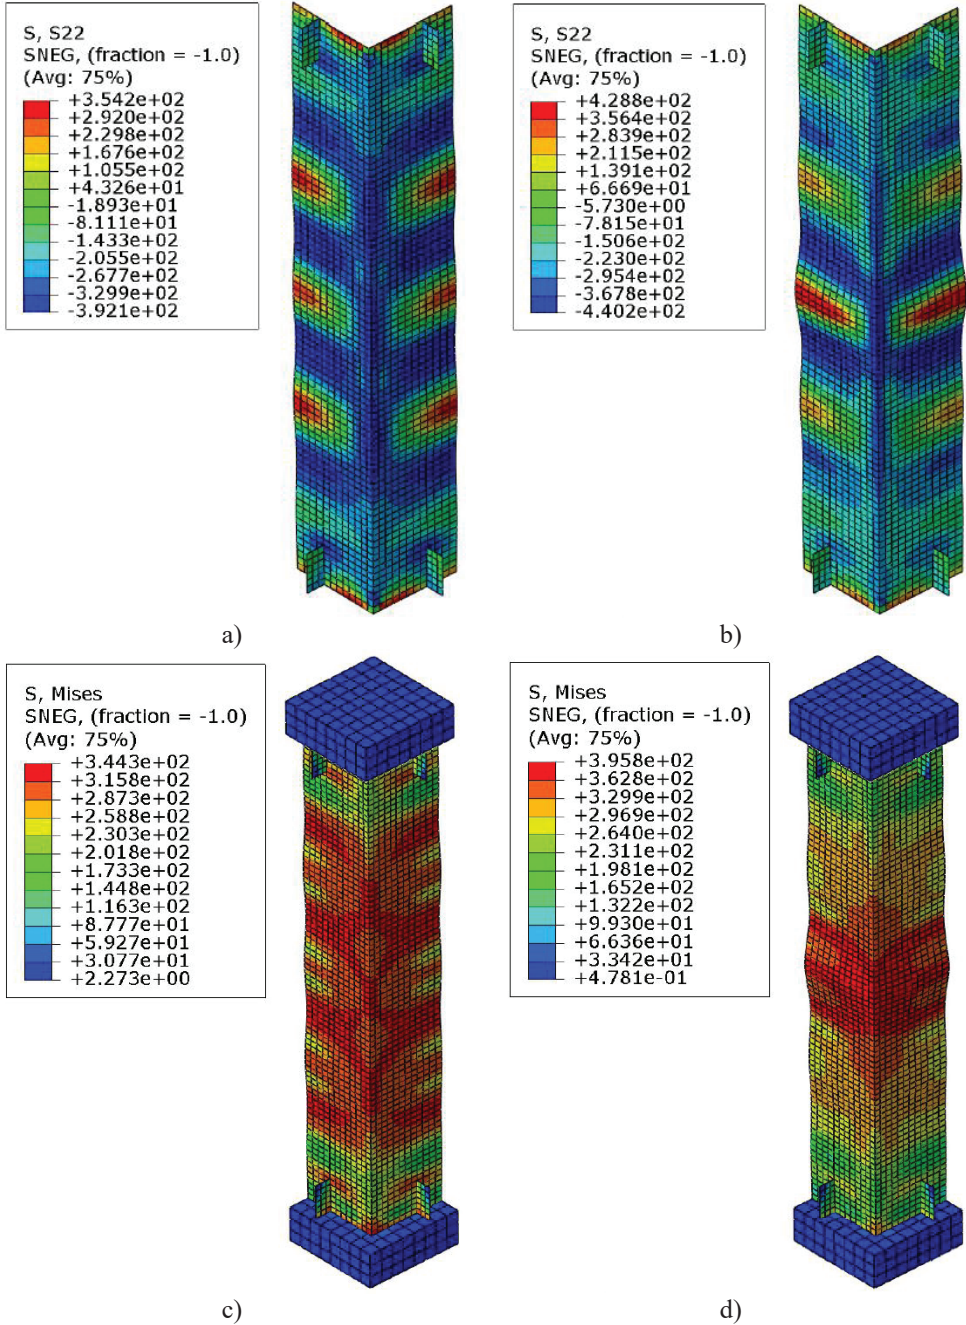 S, S22
SNEG, (fraction = -1.0)
(Avg: 75%)
+3.542e+02
+2.920e+02
+2.298e+02
+1.676e+02
+1.055e+02
+4.326e+01
-1.893e+01
-8.111e+01
-1.433e+02
-2.055e+02
-2.677e+02
-3.299e+02
-3.921e+02
a)
S, S22
SNEG, (fraction = -1.0)
(Avg: 75%)
+4.288e+02
+3.564e+02
+2.839e+02
+2.115e+02
+1.391e+02
+6.669e+01
-5.730e+00
-7.815e+01
-1.506e+02
-2.230e+02
-2.954e+02
-3.678e+02
-4.402e+02
b)
S, Mises
SNEG, (fraction = -1.0)
(Avg: 75%)
+3.443e+02
+3.158e+02
+2.873e+02
+2.588e+02
+2.303e+02
+2.018e+02
+1.733e+02
+1.448e+02
+1.163e+02
+8.777e+01
+5.927e+01
+3.077e+01
+2.273e+00
c)
S, Mises
SNEG, (fraction = -1.0)
(Avg: 75%)
+3.958e+02
+3.628e+02
+3.299e+02
+2.969e+02
+2.640e+02
+2.311e+02
+1.981e+02
+1.652e+02
+1.322e+02
+9.930e+01
+6.636e+01
+3.342e+01
+4.781e-01
d)